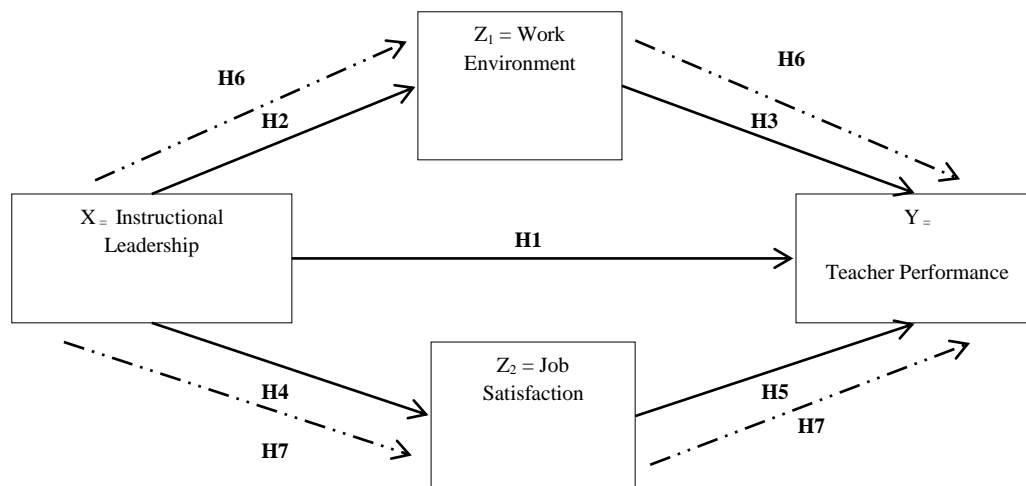 Z₁ = Work
Environment
H6
H6
H2
H3
X = Instructional
Leadership
Y =
Teacher Performance
H1
Z₂ = Job
Satisfaction
H4
H5
H7
H7